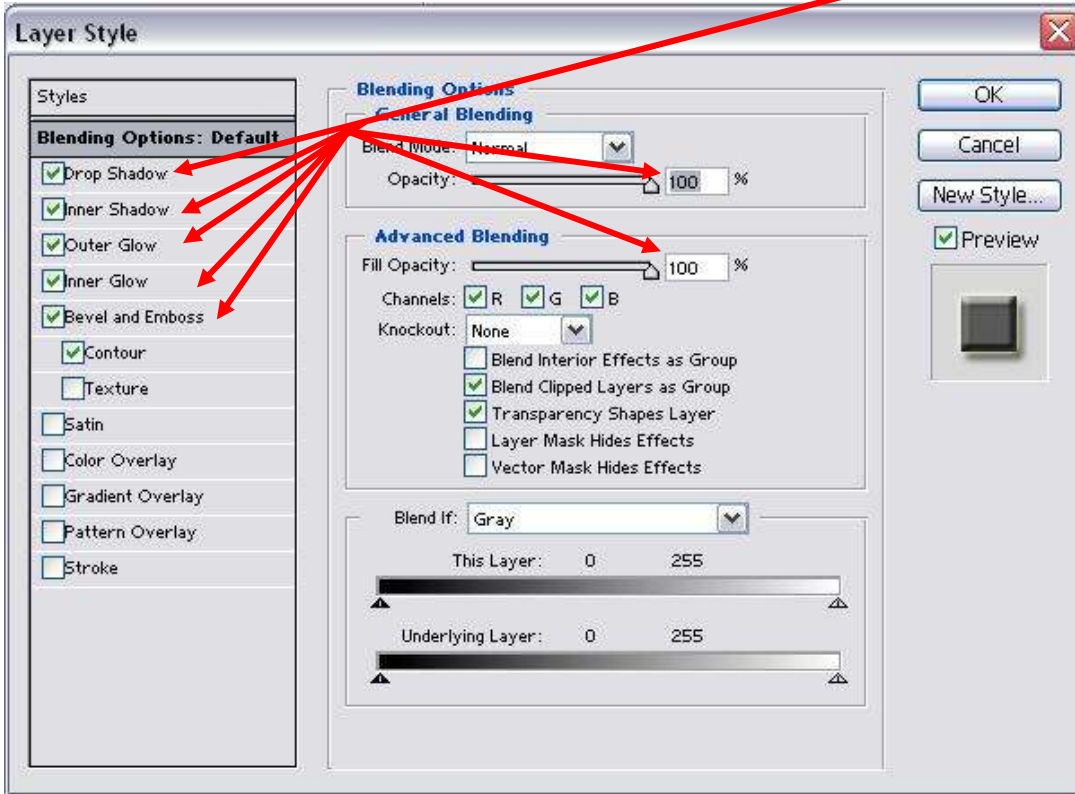 Layer Style
Styles
Blending Options: Default
Drop Shadow
Inner Shadow
Outer Glow
Inner Glow
Bevel and Emboss
Contour
Texture
Satin
Color Overlay
Gradient Overlay
Pattern Overlay
Stroke
Blending Options
General Blending
Blend Mode: Normal
Opacity: 100 %
Advanced Blending
Fill Opacity: 100 %
Channels: R G B
Knockout: None
Blend Interior Effects as Group
Blend Clipped Layers as Group
Transparency Shapes Layer
Layer Mask Hides Effects
Vector Mask Hides Effects
Blend If: Gray
This Layer: 0 255
Underlying Layer: 0 255
OK
Cancel
New Style...
Preview